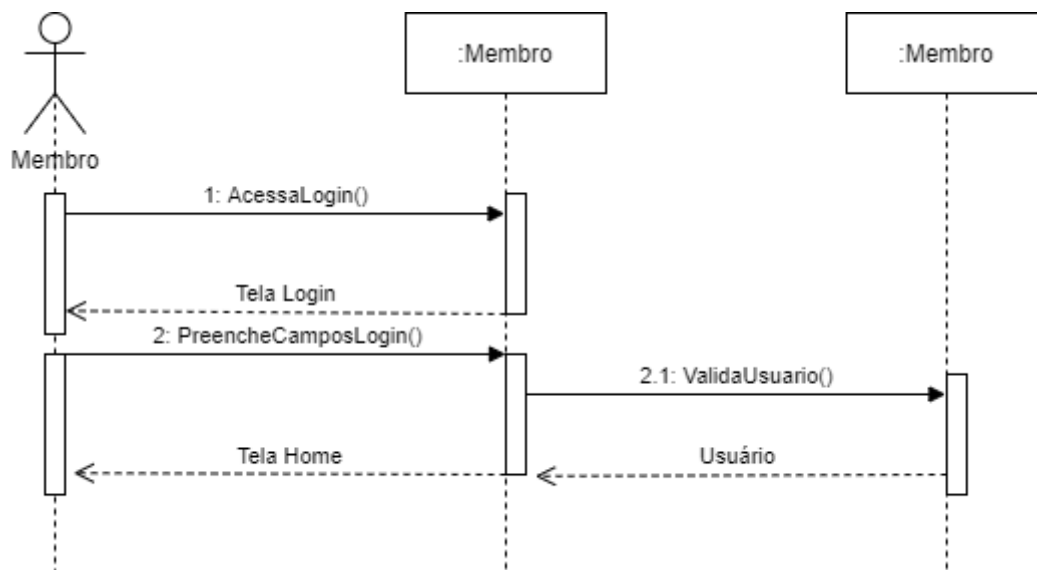 :Membro
:Membro
Membro
1: AcessaLogin()
Tela Login
2: PreencheCamposLogin()
2.1: ValidaUsuario()
Tela Home
Usuário